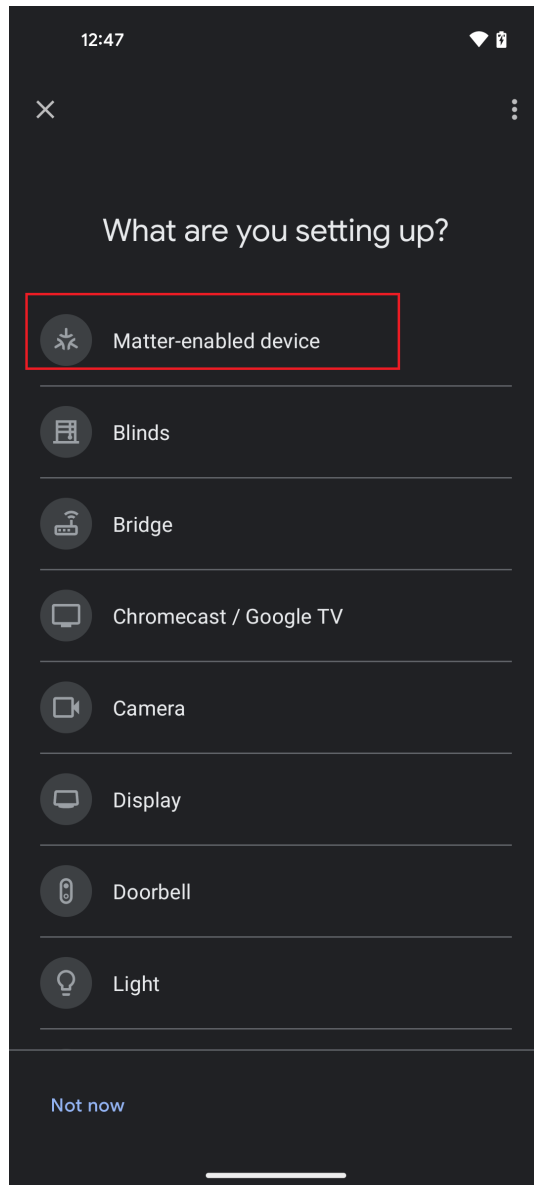 12:47
What are you setting up?
Matter-enabled device
Blinds
Bridge
Chromecast / Google TV
Camera
Display
Doorbell
Light
Not now